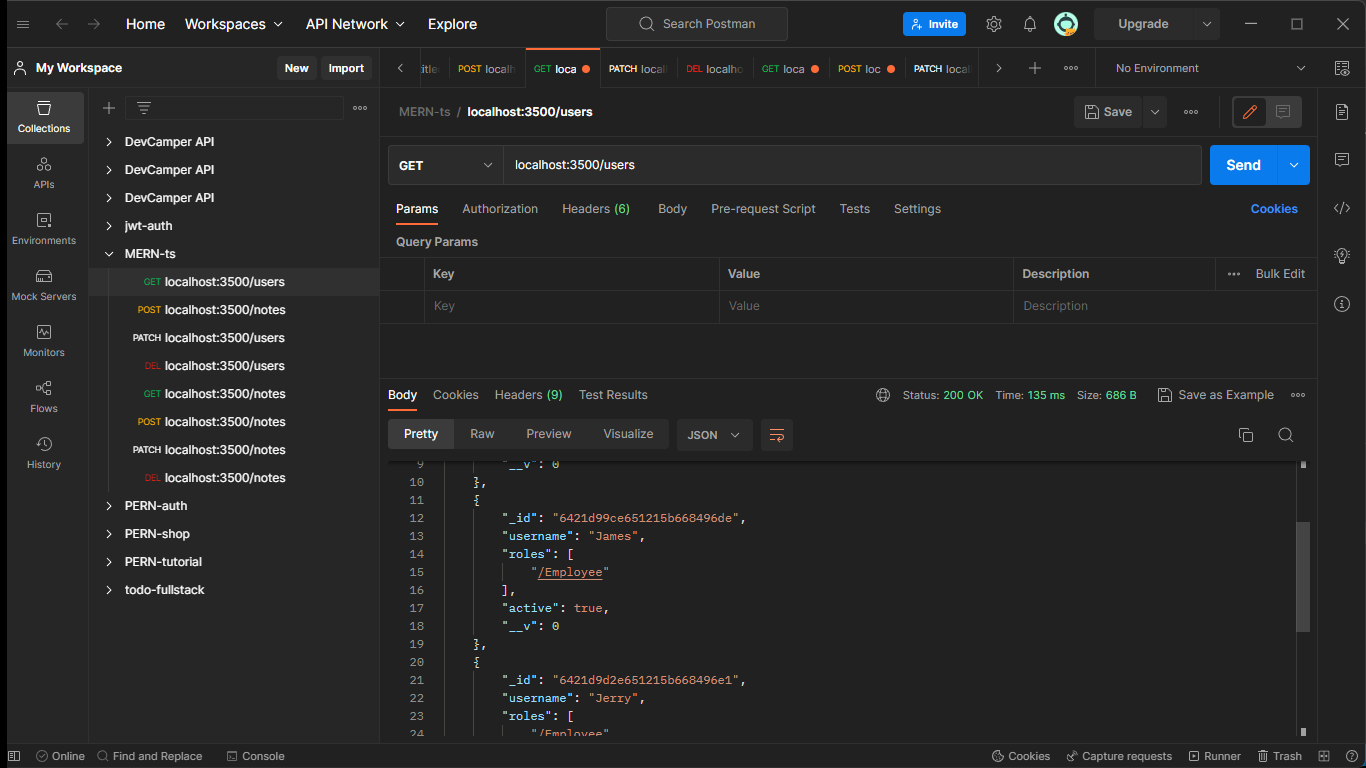 Home Workspaces API Network Explore Search Postman Invite Upgrade
My Workspace New Import
POST GET loca PATCH DEL GET loca POST loc PATCH No Environment
Collections
APIs
Environments
Mock Servers
Monitors
Flows
History
DevCamper API
DevCamper API
DevCamper API
jwt-auth
MERN-ts
GET localhost:3500/users
POST localhost:3500/notes
PATCH localhost:3500/users
DEL localhost:3500/users
GET localhost:3500/notes
POST localhost:3500/notes
PATCH localhost:3500/notes
DEL localhost:3500/notes
PERN-auth
PERN-shop
PERN-tutorial
todo-fullstack
MERN-ts / localhost:3500/users Save
GET localhost:3500/users Send
Params Authorization Headers (6) Body Pre-request Script Tests Settings Cookies
Query Params
Key Value Description Bulk Edit
Key Value Description
Body Cookies Headers (9) Test Results Status: 200 OK Time: 135 ms Size: 686 B Save as Example
Pretty Raw Preview Visualize JSON
9 "__v": 0
10 },
11 {
12 "_id": "6421d99ce651215b668496de",
13 "username": "James",
14 "roles": [
15 "/Employee"
16 ],
17 "active": true,
18 "__v": 0
19 },
20 {
21 "_id": "6421d9d2e651215b668496e1",
22 "username": "Jerry",
23 "roles": [
24 "/Employee"
Online Find and Replace Console Cookies Capture requests Runner Trash